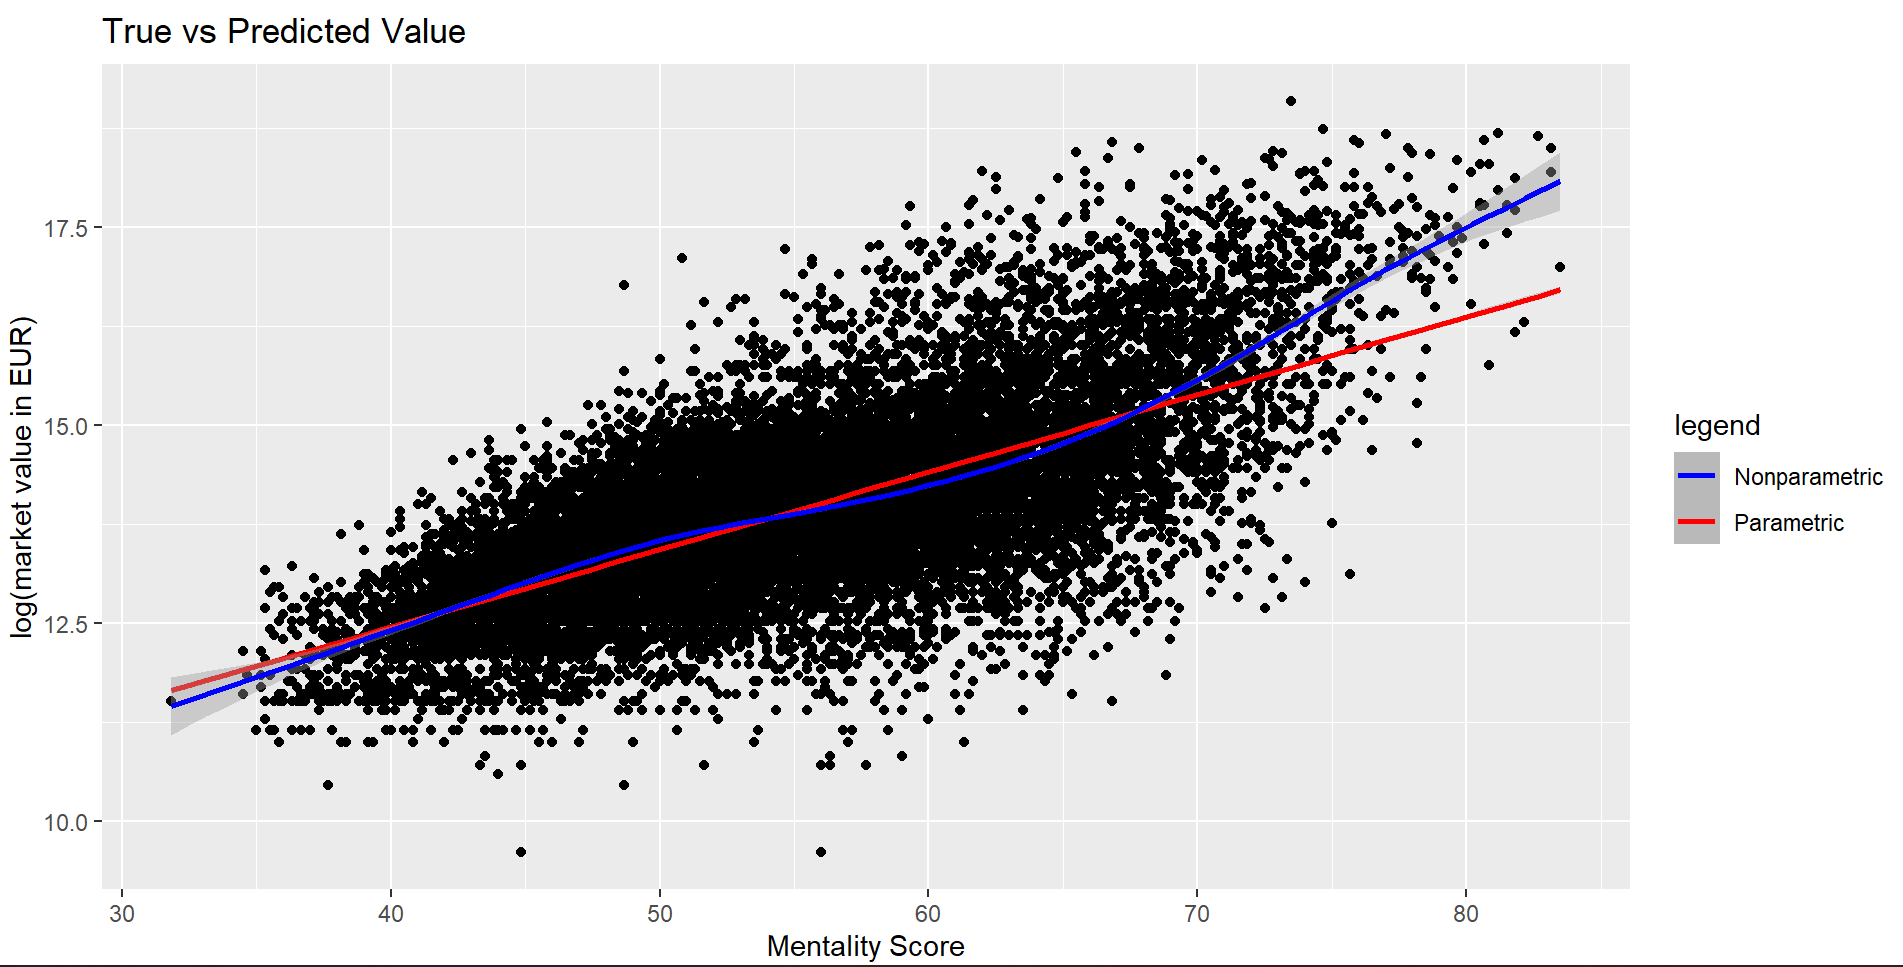 True vs Predicted Value
log(market value in EUR)
17.5
15.0
12.5
10.0
30 40 50 60 70 80
Mentality Score
legend
Nonparametric
Parametric